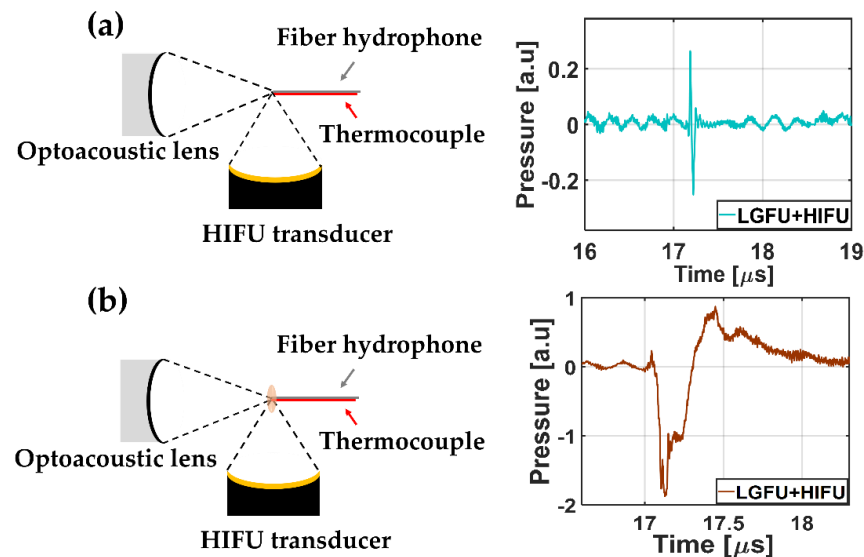 (a)
Fiber hydrophone
Thermocouple
Optoacoustic lens
HIFU transducer
Pressure [a.u]
0.2
0
-0.2
LGFU+HIFU
16 17 18 19
Time [μs]
(b)
Fiber hydrophone
Thermocouple
Optoacoustic lens
HIFU transducer
Pressure [a.u]
1
0
-1
-2
LGFU+HIFU
17 17.5 18
Time [μs]